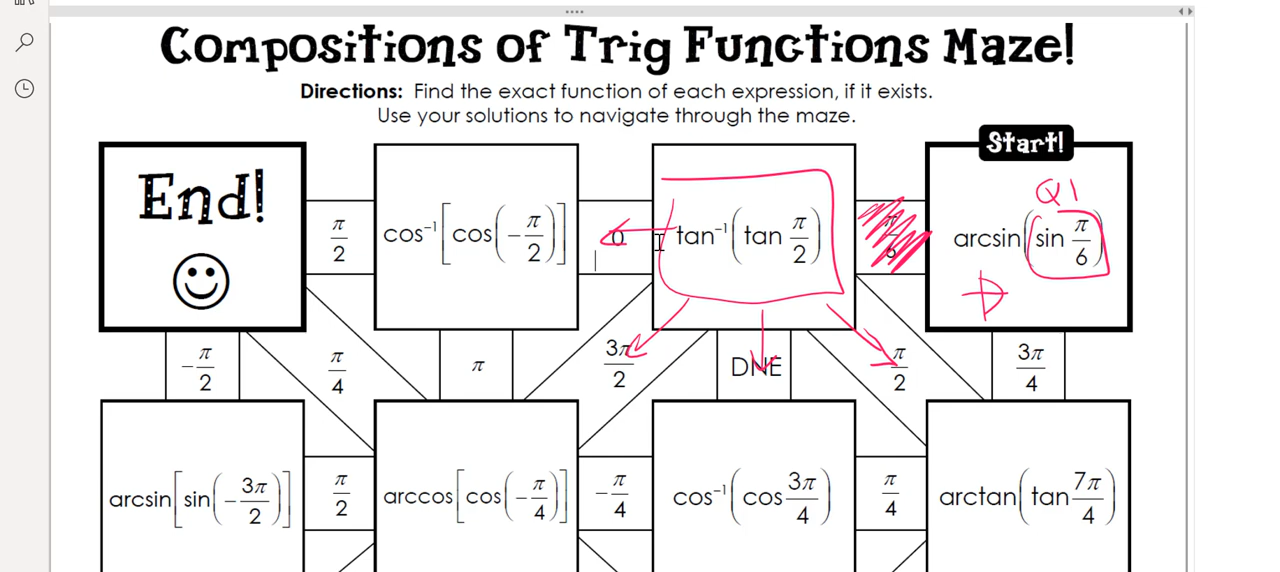 Compositions of Trig Functions Maze!
Directions: Find the exact function of each expression, if it exists.
Use your solutions to navigate through the maze.
Start!
End!
π/2
cos⁻¹[cos(-π/2)]
0
tan⁻¹(tan π/2)
Q1
arcsin(sin π/6)
D
-π/2
π/4
π
3π/2
DNE
π/2
3π/4
arcsin[sin(-3π/2)]
π/2
arccos[cos(-π/4)]
-π/4
cos⁻¹(cos 3π/4)
π/4
arctan(tan 7π/4)